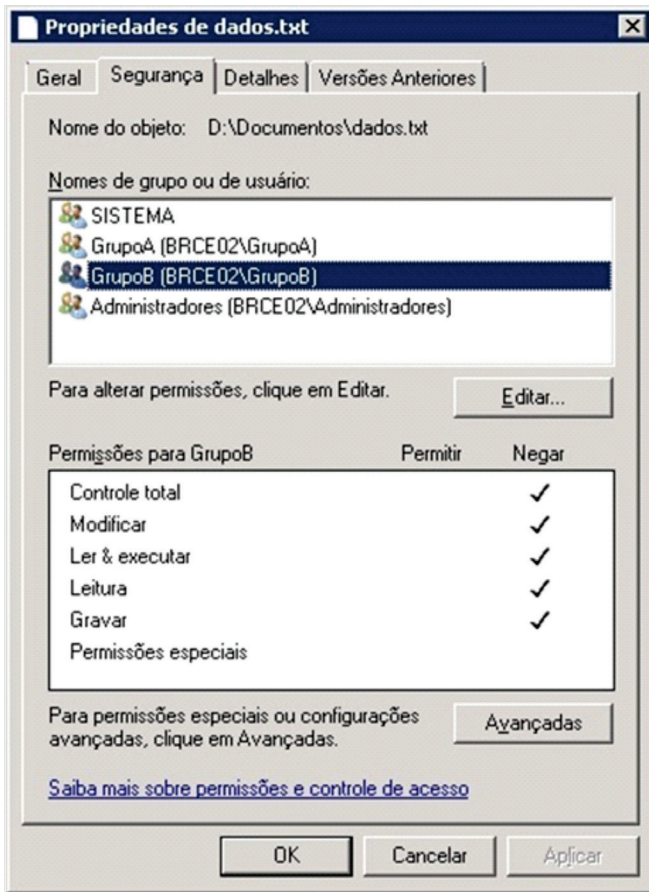 Propriedades de dados.txt
Geral Segurança Detalhes Versões Anteriores
Nome do objeto: D:\Documentos\dados.txt
Nomes de grupo ou de usuário:
SISTEMA
GrupoA (BRCE02\GrupoA)
GrupoB (BRCE02\GrupoB)
Administradores (BRCE02\Administradores)
Para alterar permissões, clique em Editar.
Editar...
Permissões para GrupoB Permitir Negar
Controle total
Modificar
Ler & executar
Leitura
Gravar
Permissões especiais
Para permissões especiais ou configurações
avançadas, clique em Avançadas.
Avançadas
Saiba mais sobre permissões e controle de acesso
OK Cancelar Aplicar